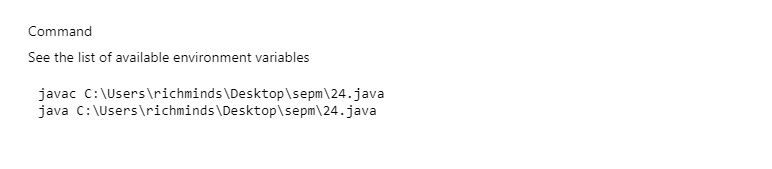 Command
See the list of available environment variables
javac C:\Users\richminds\Desktop\sepm\24.java
java C:\Users\richminds\Desktop\sepm\24.java